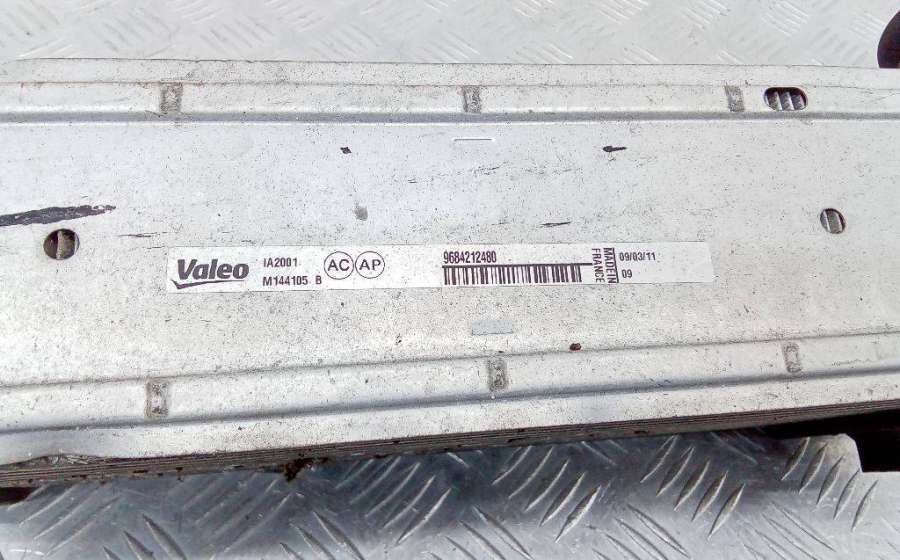 Valeo
IA2001
M144105 B
AC AP
9684212480
MADE IN
FRANCE
09/03/11
09